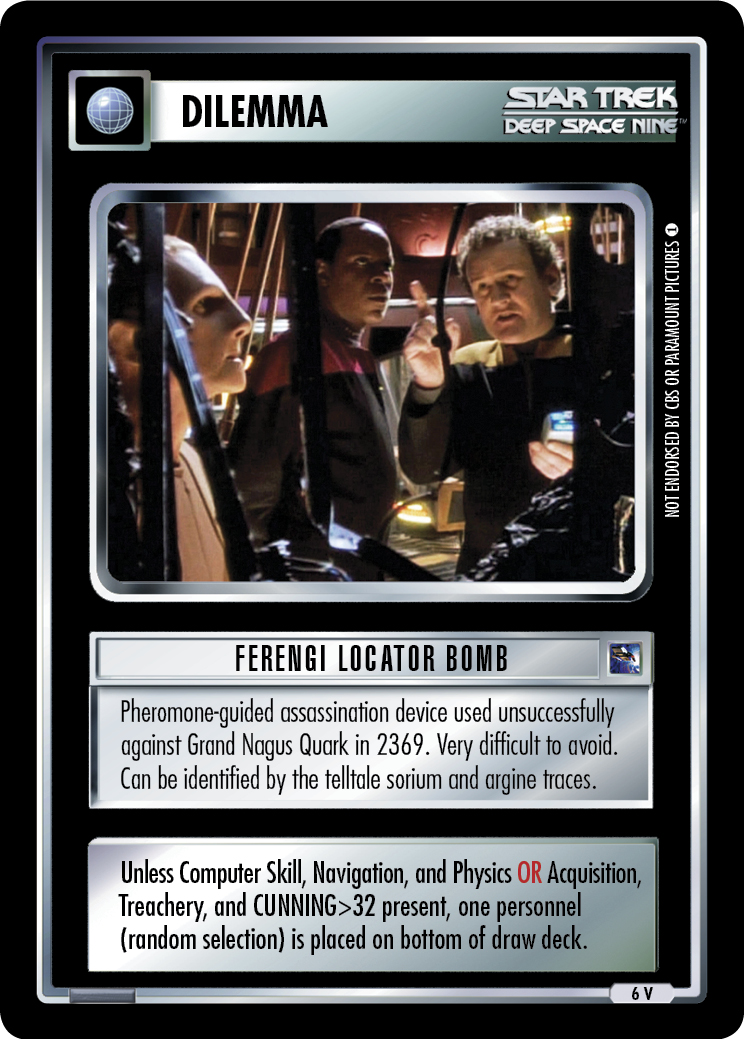 DILEMMA
STAR TREK
DEEP SPACE NINE™
NOT ENDORSED BY CBS OR PARAMOUNT PICTURES 1
FERENGI LOCATOR BOMB
Pheromone-guided assassination device used unsuccessfully
against Grand Nagus Quark in 2369. Very difficult to avoid.
Can be identified by the telltale sorium and argine traces.
Unless Computer Skill, Navigation, and Physics OR Acquisition,
Treachery, and CUNNING>32 present, one personnel
(random selection) is placed on bottom of draw deck.
6 V